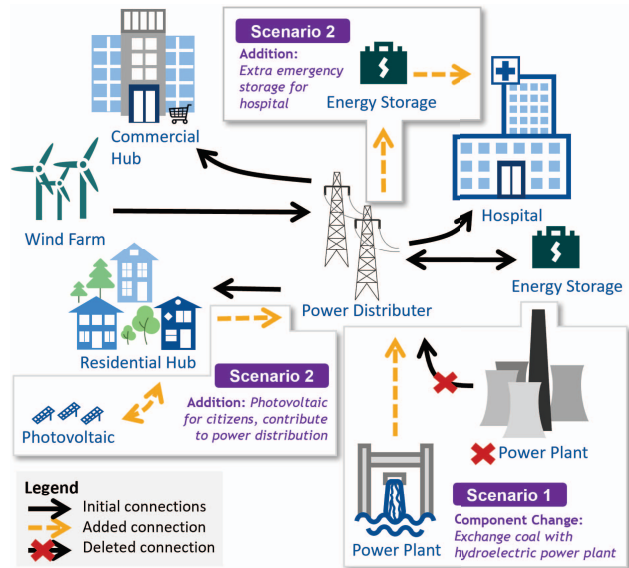 Scenario 2
Addition:
Extra emergency
storage for
hospital
Energy Storage
Commercial
Hub
Hospital
Wind Farm
Energy Storage
Power Distributer
Residential Hub
Scenario 2
Addition: Photovoltaic
for citizens, contribute
to power distribution
Photovoltaic
Power Plant
Legend
Initial connections
Added connection
Deleted connection
Power Plant
Scenario 1
Component Change:
Exchange coal with
hydroelectric power plant